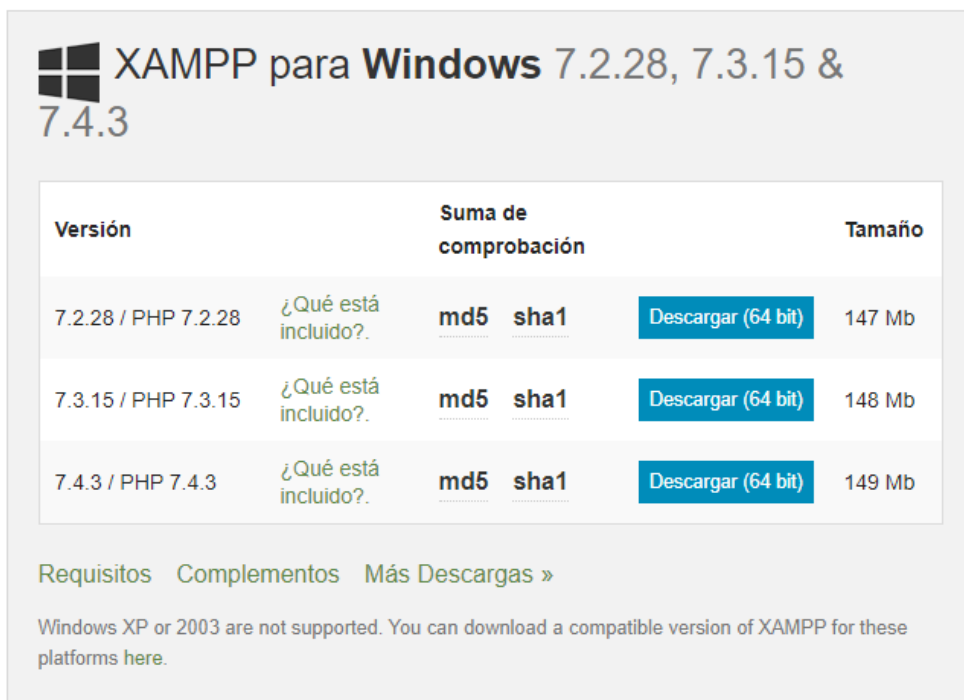 XAMPP para Windows 7.2.28, 7.3.15 &
7.4.3
Versión
Suma de
comprobación
Tamaño
7.2.28 / PHP 7.2.28
¿Qué está
incluido?.
md5 sha1
Descargar (64 bit)
147 Mb
7.3.15 / PHP 7.3.15
¿Qué está
incluido?.
md5 sha1
Descargar (64 bit)
148 Mb
7.4.3 / PHP 7.4.3
¿Qué está
incluido?.
md5 sha1
Descargar (64 bit)
149 Mb
Requisitos Complementos Más Descargas »
Windows XP or 2003 are not supported. You can download a compatible version of XAMPP for these
platforms here.